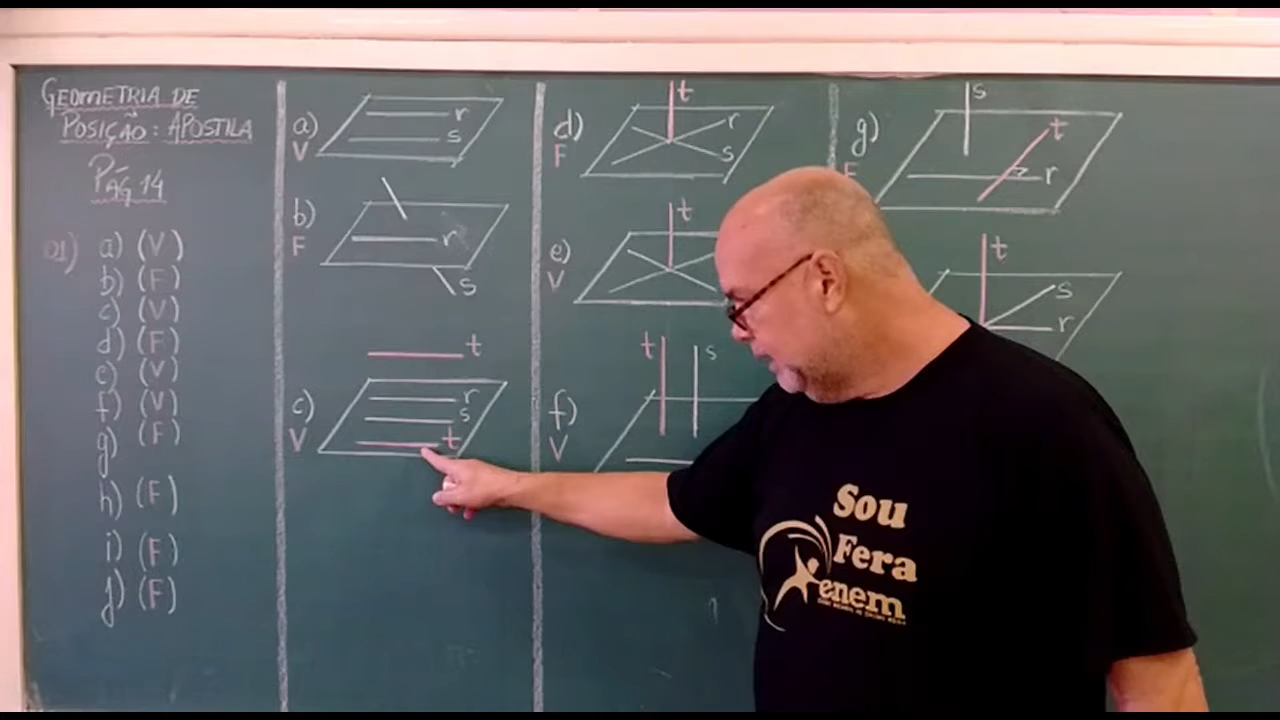 GEOMETRIA DE
POSIÇÃO: APOSTILA
PÁG 14
01) a) (V)
b) (F)
c) (V)
d) (F)
e) (V)
f) (V)
g) (F)
h) (F)
i) (F)
j) (F)
a)
V
r
s
b)
F
r
s
t
c)
V
r
s
t
d)
F
t
r
s
e)
V
t
f)
V
t
s
g)
F
s
t
r
t
s
r
Sou
Fera
enem